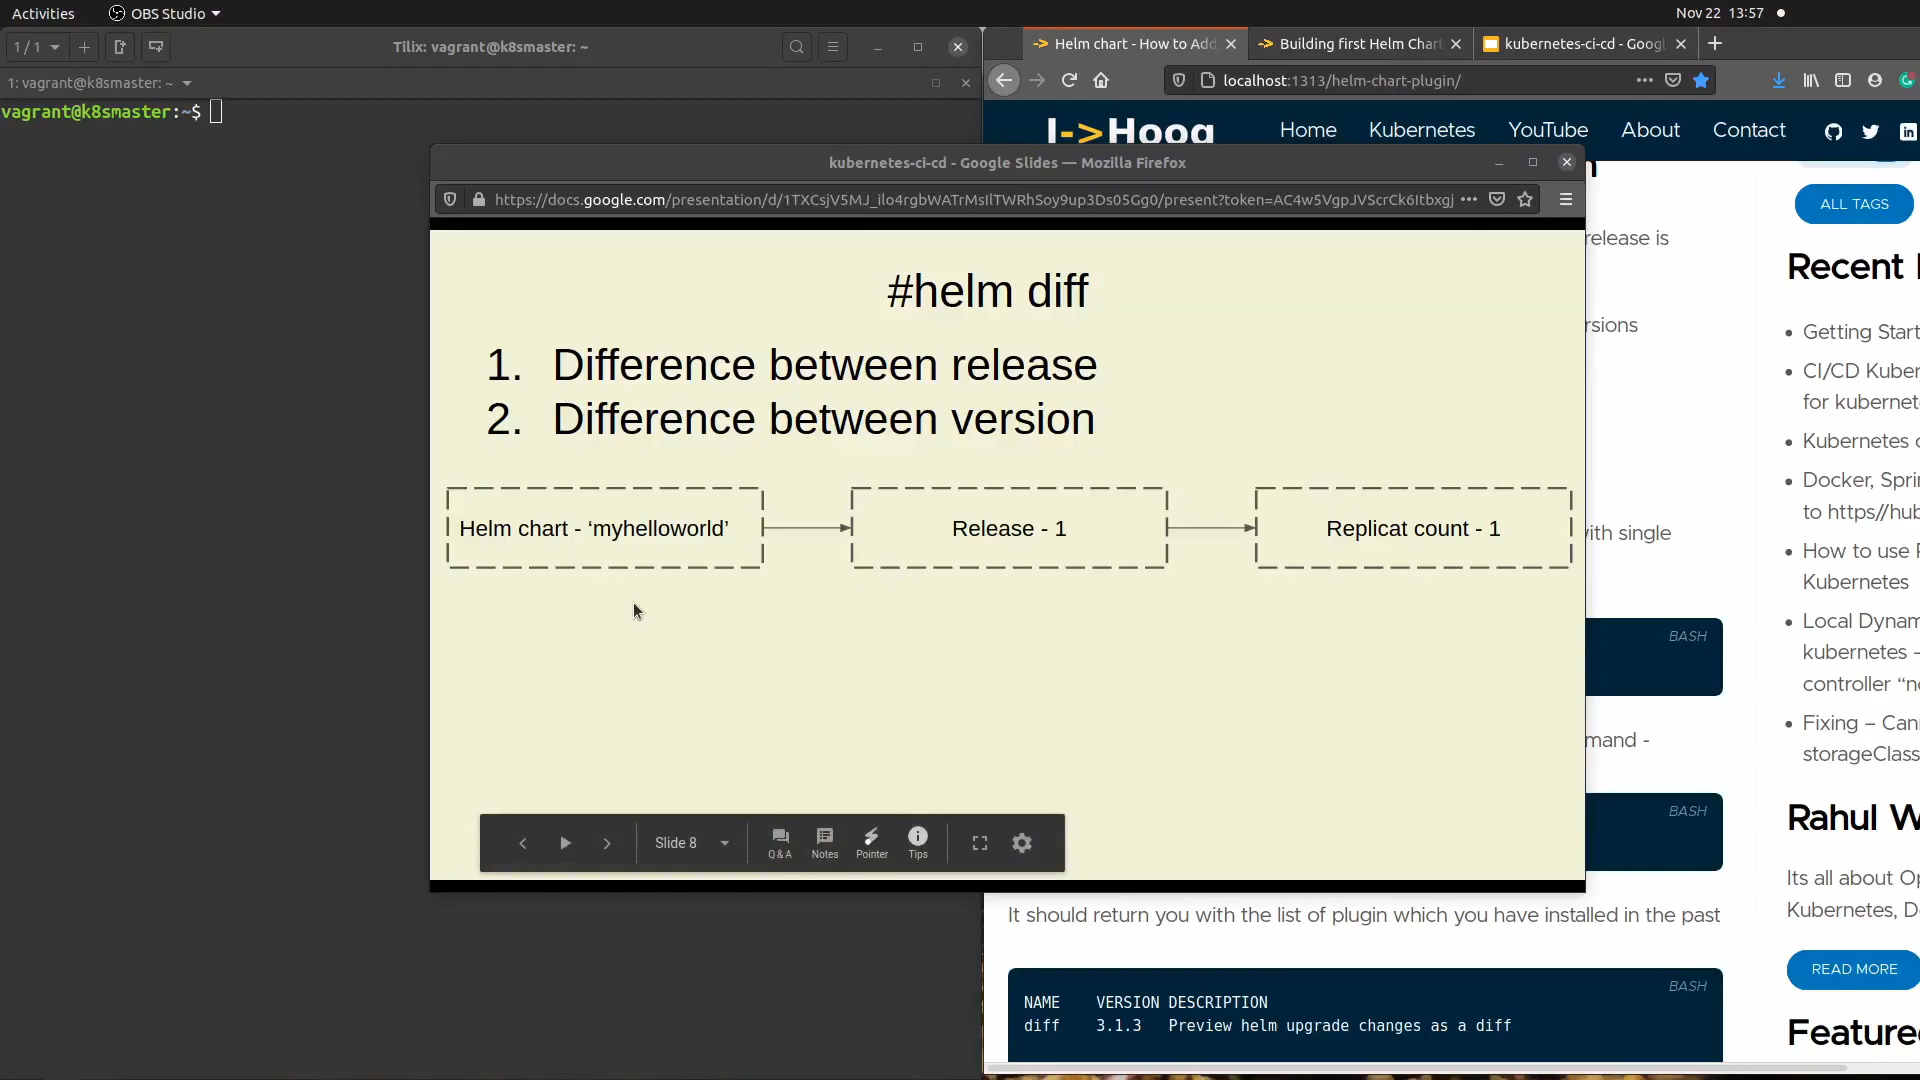 Activities
OBS Studio
Nov 22 13:57
1 / 1
Tilix: vagrant@k8smaster: ~
1: vagrant@k8smaster: ~
vagrant@k8smaster:~$
Helm chart - How to Add
Building first Helm Char
kubernetes-ci-cd - Googl
localhost:1313/helm-chart-plugin/
J->Hoog
Home
Kubernetes
YouTube
About
Contact
kubernetes-ci-cd - Google Slides — Mozilla Firefox
https://docs.google.com/presentation/d/1TXCsjV5MJ_ilo4rgbWATrMsIlTWRhSoy9up3Ds05Gg0/present?token=AC4w5VgpJVScrCk6Itbxgj
#helm diff
1. Difference between release
2. Difference between version
Helm chart - ‘myhelloworld’
Release - 1
Replicat count - 1
Slide 8
Q & A
Notes
Pointer
Tips
release is
rsions
ith single
BASH
mand -
BASH
It should return you with the list of plugin which you have installed in the past
BASH
NAME VERSION DESCRIPTION
diff 3.1.3 Preview helm upgrade changes as a diff
ALL TAGS
Recent
Getting Start
CI/CD Kuber
for kubernet
Kubernetes
Docker, Spri
to https//hub
How to use
Kubernetes
Local Dynam
kubernetes -
controller “n
Fixing – Can
storageClass
Rahul W
Its all about Op
Kubernetes, D
READ MORE
Feature